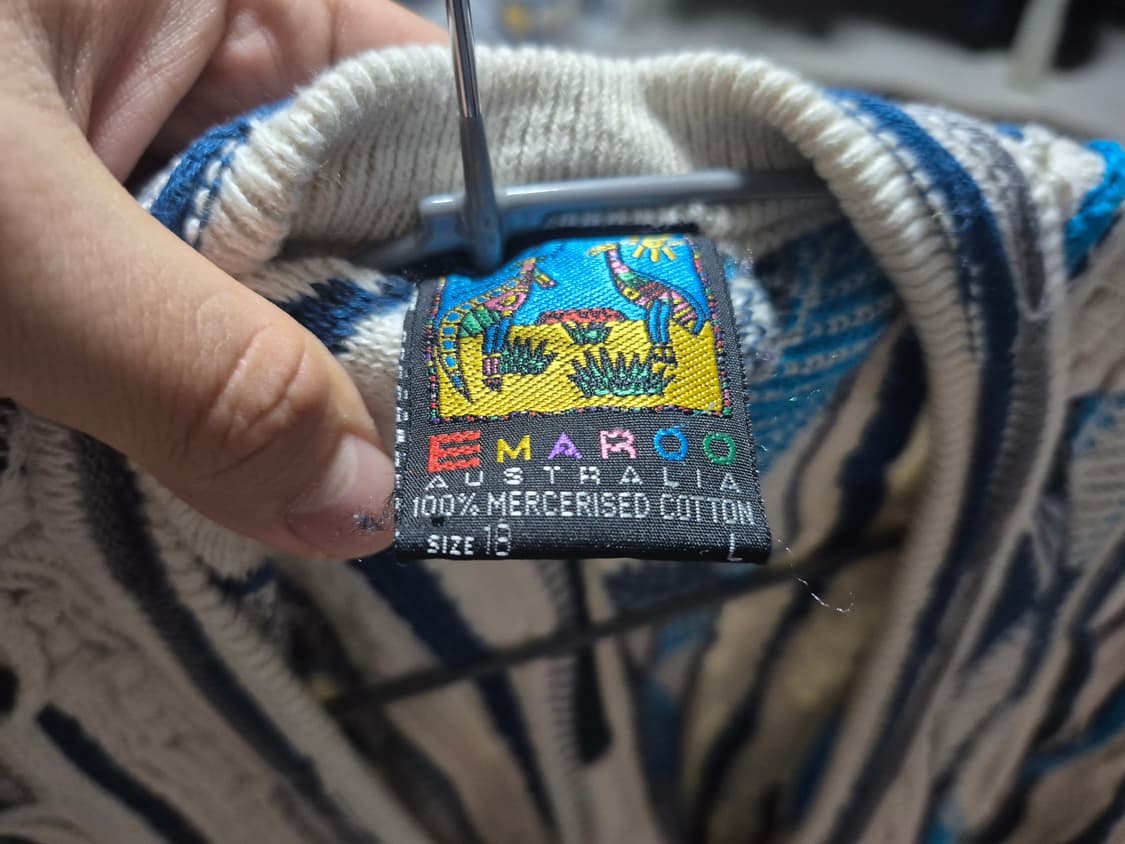 EMAROO
AUSTRALIA
100% MERCERISED COTTON
SIZE 18 L